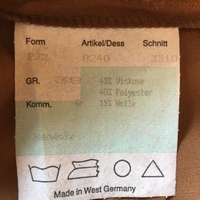 Form Artikel/Dess Schnitt
8240 3310
GR. 45% Viskose
40% Polyester
Komm. 15% Wolle
Made in West Germany